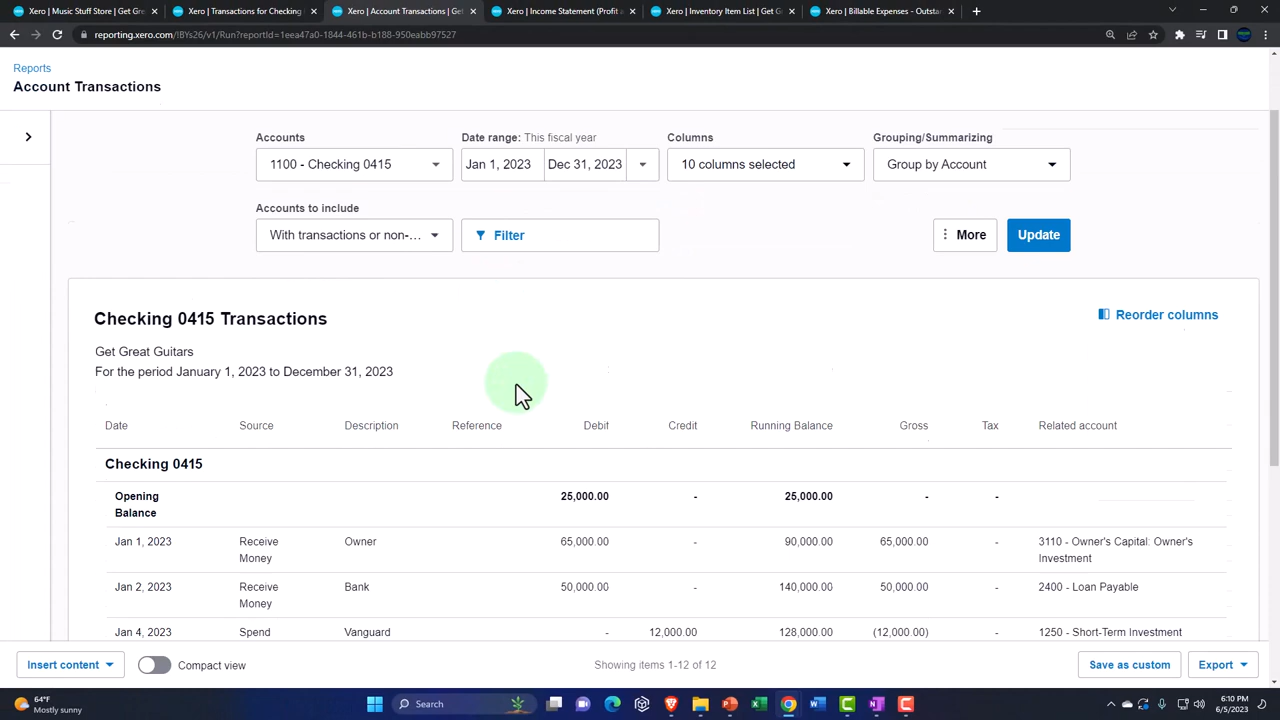 Xero | Music Stuff Store | Sta
Xero | Transactions for Checking
Xero | Account Transactions | Get
Xero | Income Statement (Profit a
Xero | Inventory Item List | Get G
Xero | Billable Expenses - Outstan
reporting.xero.com/!BYs26/v1/Run?reportId=1eea47a0-1844-461b-b188-950eabb97527
Reports
Account Transactions
Accounts
Date range: This fiscal year
Columns
Grouping/Summarizing
1100 - Checking 0415
Jan 1, 2023
Dec 31, 2023
10 columns selected
Group by Account
Accounts to include
With transactions or non-...
Filter
More
Update
Checking 0415 Transactions
Reorder columns
Get Great Guitars
For the period January 1, 2023 to December 31, 2023
Date Source Description Reference Debit Credit Running Balance Gross Tax Related account
Checking 0415
Opening Balance 25,000.00 - 25,000.00 - -
Jan 1, 2023 Receive Money Owner 65,000.00 - 90,000.00 65,000.00 - 3110 - Owner's Capital: Owner's Investment
Jan 2, 2023 Receive Money Bank 50,000.00 - 140,000.00 50,000.00 - 2400 - Loan Payable
Jan 4, 2023 Spend Vanguard - 12,000.00 128,000.00 (12,000.00) - 1250 - Short-Term Investment
Insert content
Compact view
Showing items 1-12 of 12
Save as custom
Export
64°F
Mostly sunny
Search
6:10 PM
6/5/2023